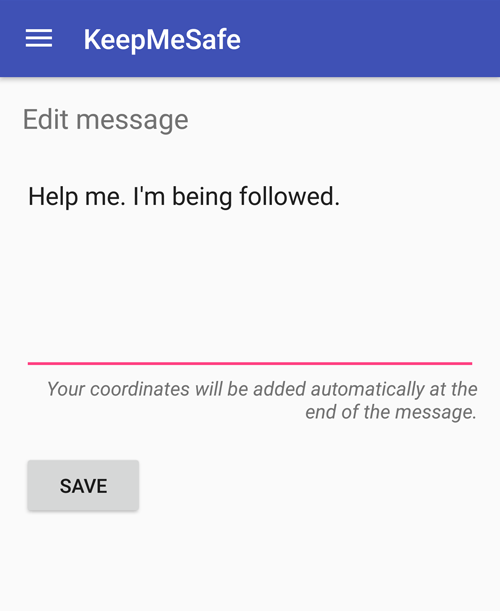 KeepMeSafe
Edit message
Help me. I'm being followed.
Your coordinates will be added automatically at the
end of the message.
SAVE